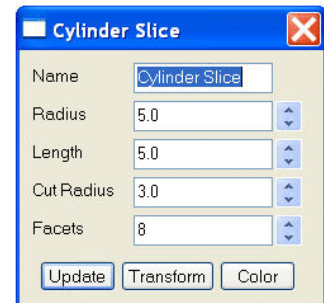 Cylinder Slice
Name Cylinder Slice
Radius 5.0
Length 5.0
Cut Radius 3.0
Facets 8
Update Transform Color